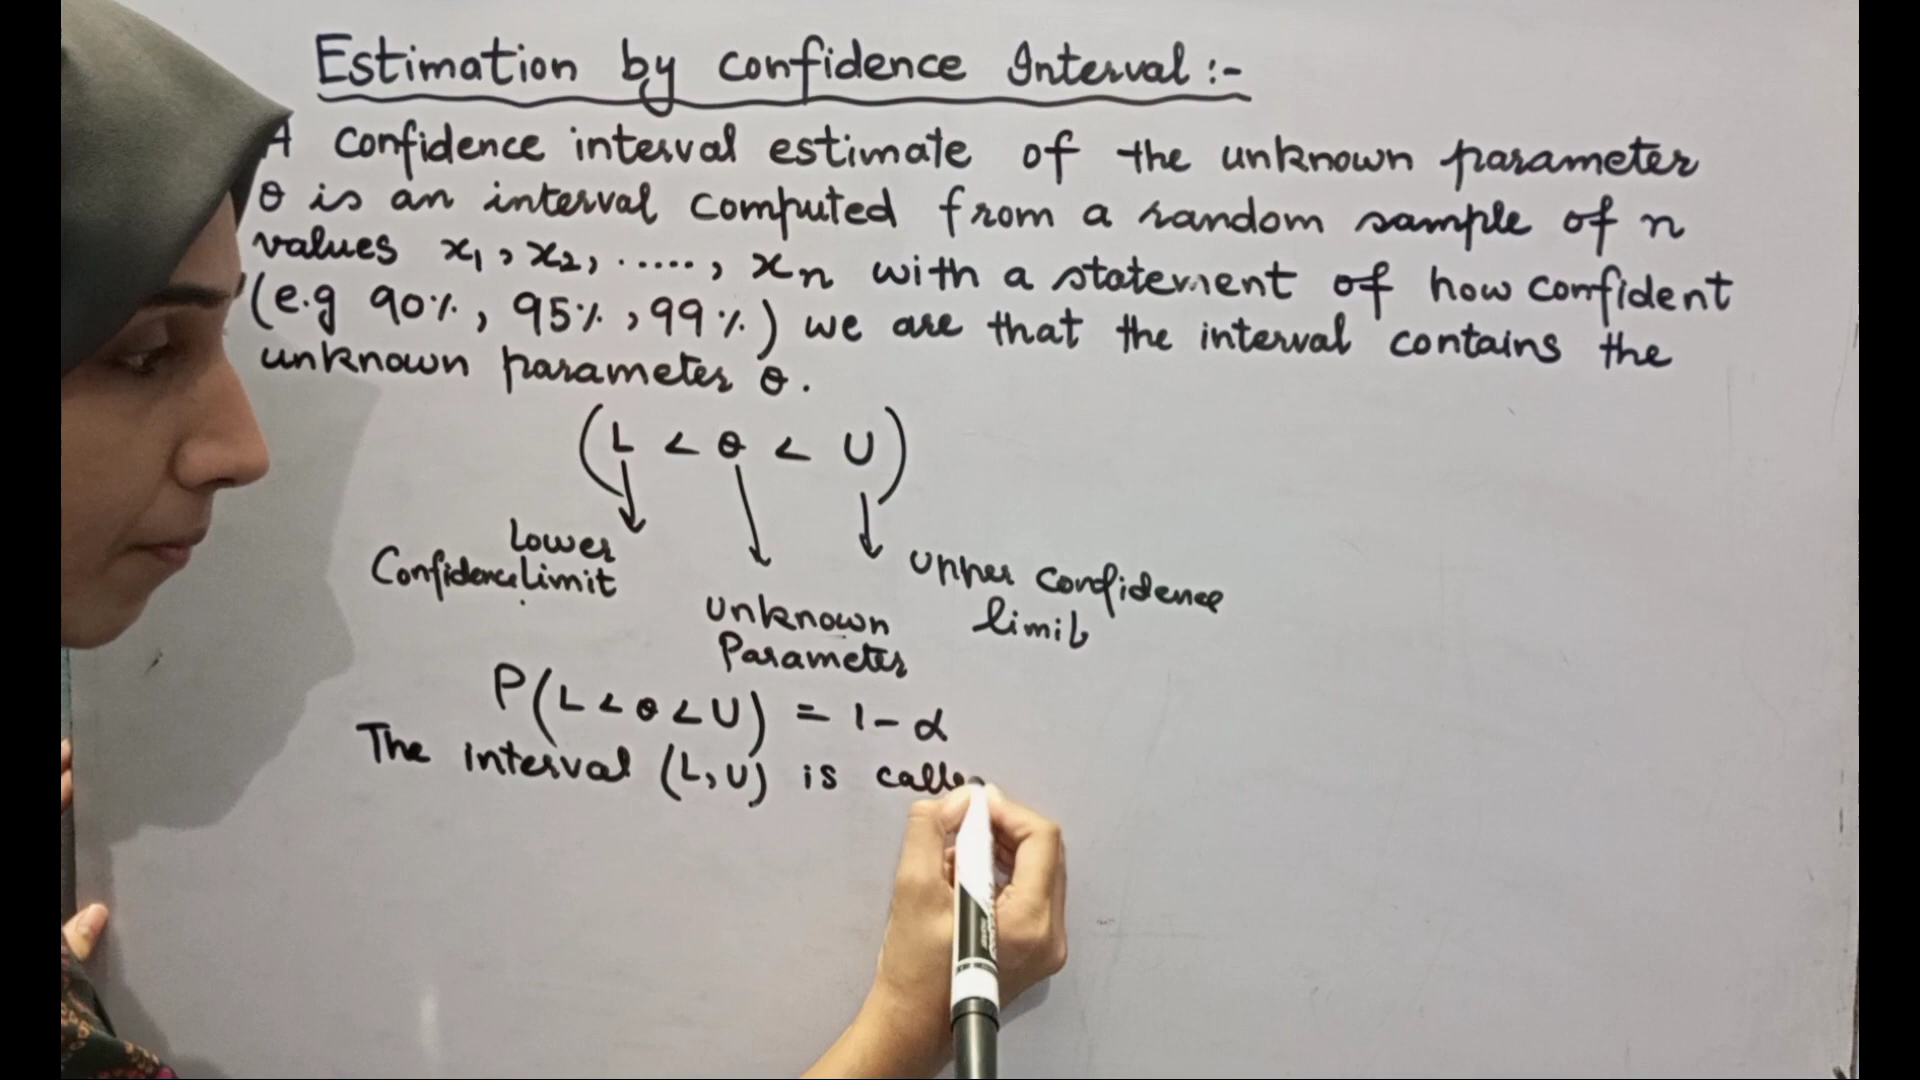 Estimation by confidence Interval :-
A confidence interval estimate of the unknown parameter
θ is an interval computed from a random sample of n
values x₁, x₂, ....., xn with a statement of how confident
(e.g 90%, 95%, 99%) we are that the interval contains the
unknown parameter θ.
(L < θ < U)
Lower
Confidence Limit
Unknown
Parameter
Upper confidence
limit
P(L < θ < U) = 1 - α
The interval (L, U) is calle